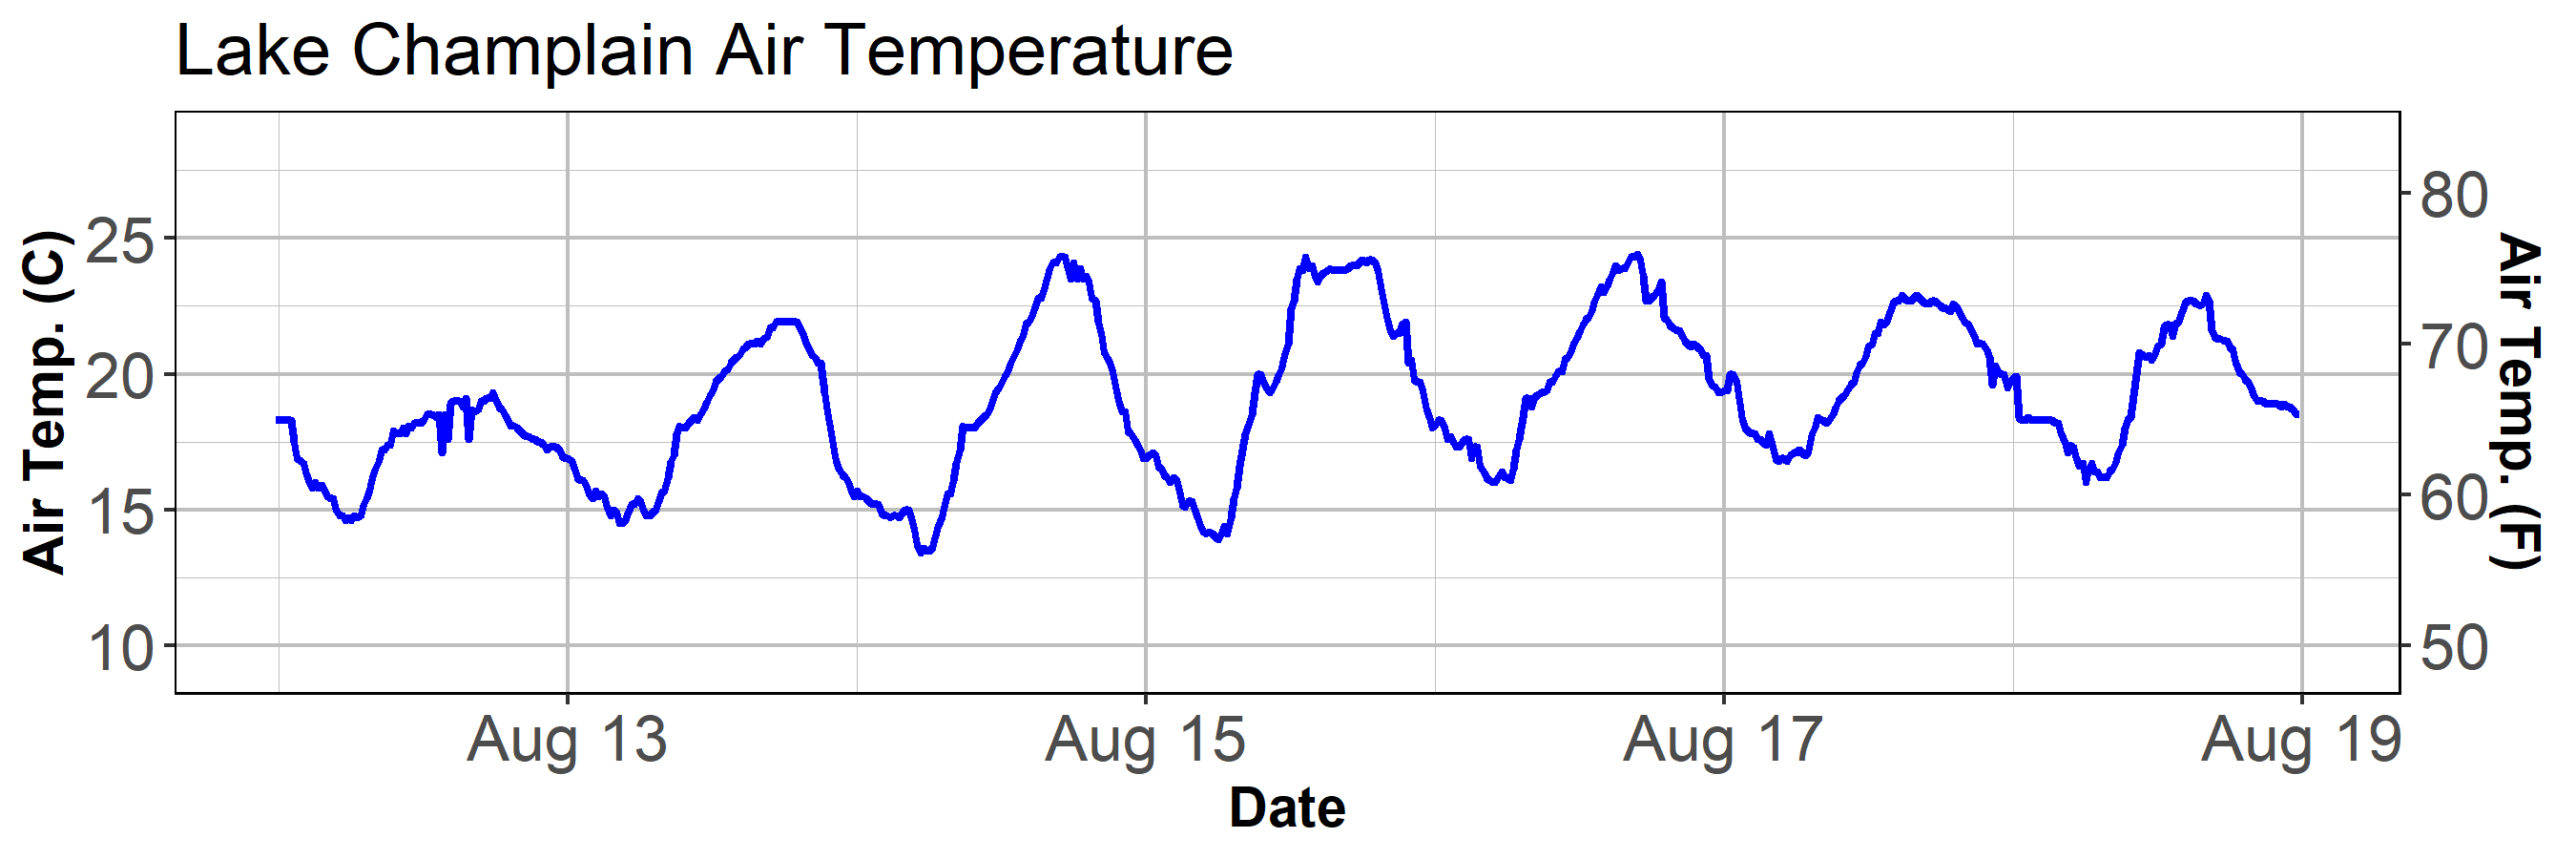 Lake Champlain Air Temperature
Air Temp. (C)
25
20
15
10
80
70
60
50
Air Temp. (F)
Aug 13 Aug 15 Aug 17 Aug 19
Date